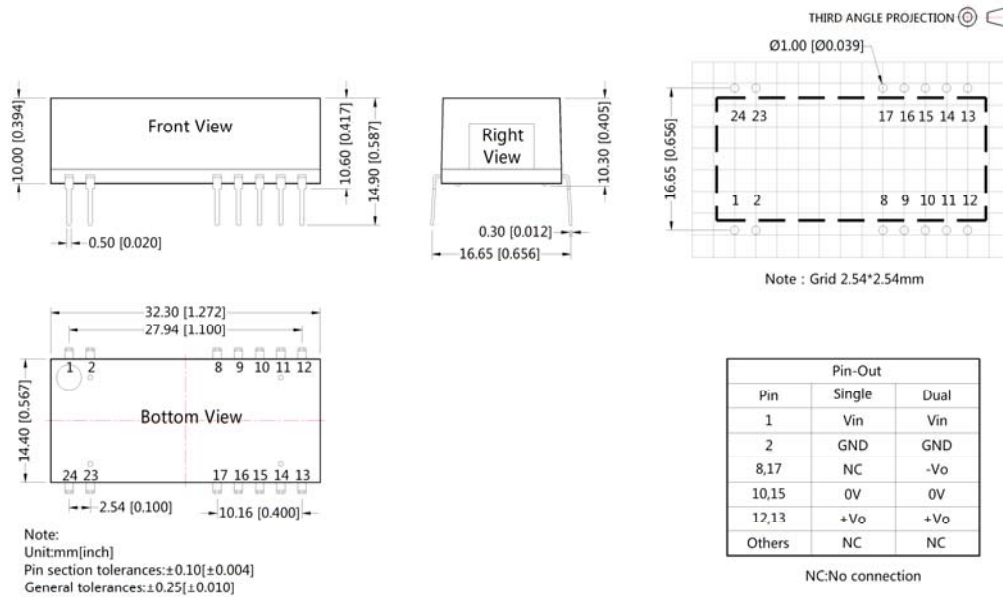 THIRD ANGLE PROJECTION
Ø1.00 [Ø0.039]
10.00 [0.394]
Front View
10.60 [0.417]
14.90 [0.587]
0.50 [0.020]
Right
View
10.30 [0.405]
0.30 [0.012]
16.65 [0.656]
16.65 [0.656]
24 23 17 16 15 14 13
1 2 8 9 10 11 12
Note : Grid 2.54*2.54mm
32.30 [1.272]
27.94 [1.100]
1 2 8 9 10 11 12
14.40 [0.567]
Bottom View
24 23 17 16 15 14 13
2.54 [0.100]
10.16 [0.400]
Note:
Unit:mm[inch]
Pin section tolerances:±0.10[±0.004]
General tolerances:±0.25[±0.010]
Pin-Out
Pin Single Dual
1 Vin Vin
2 GND GND
8,17 NC -Vo
10,15 0V 0V
12,13 +Vo +Vo
Others NC NC
NC:No connection